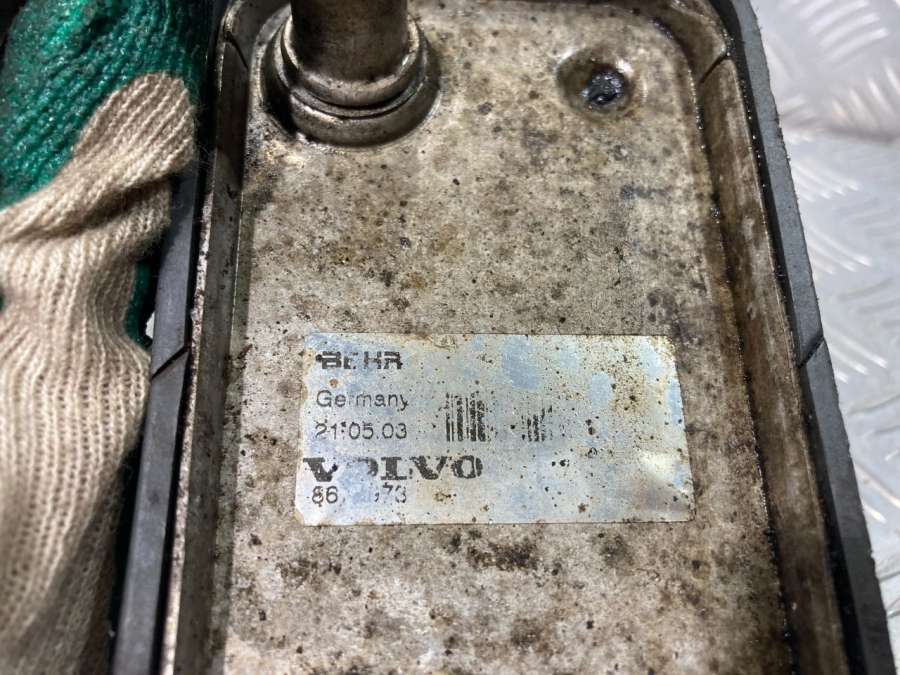 BEHR
Germany
21.05.03
VOLVO